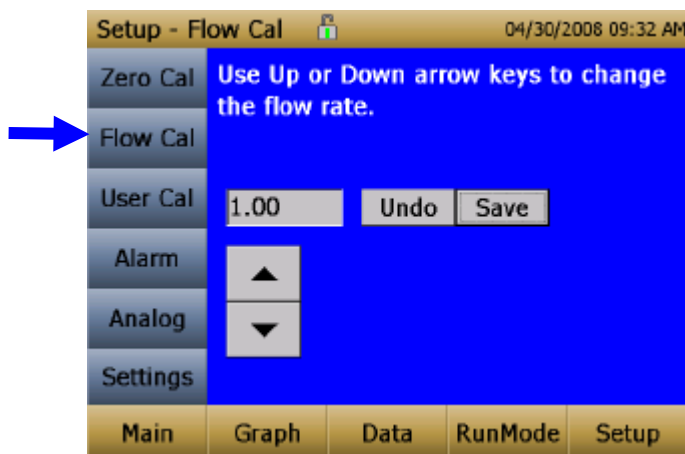 Setup - Flow Cal 04/30/2008 09:32 AM
Zero Cal
Flow Cal
User Cal
Alarm
Analog
Settings
Use Up or Down arrow keys to change
the flow rate.
1.00 Undo Save
Main Graph Data RunMode Setup